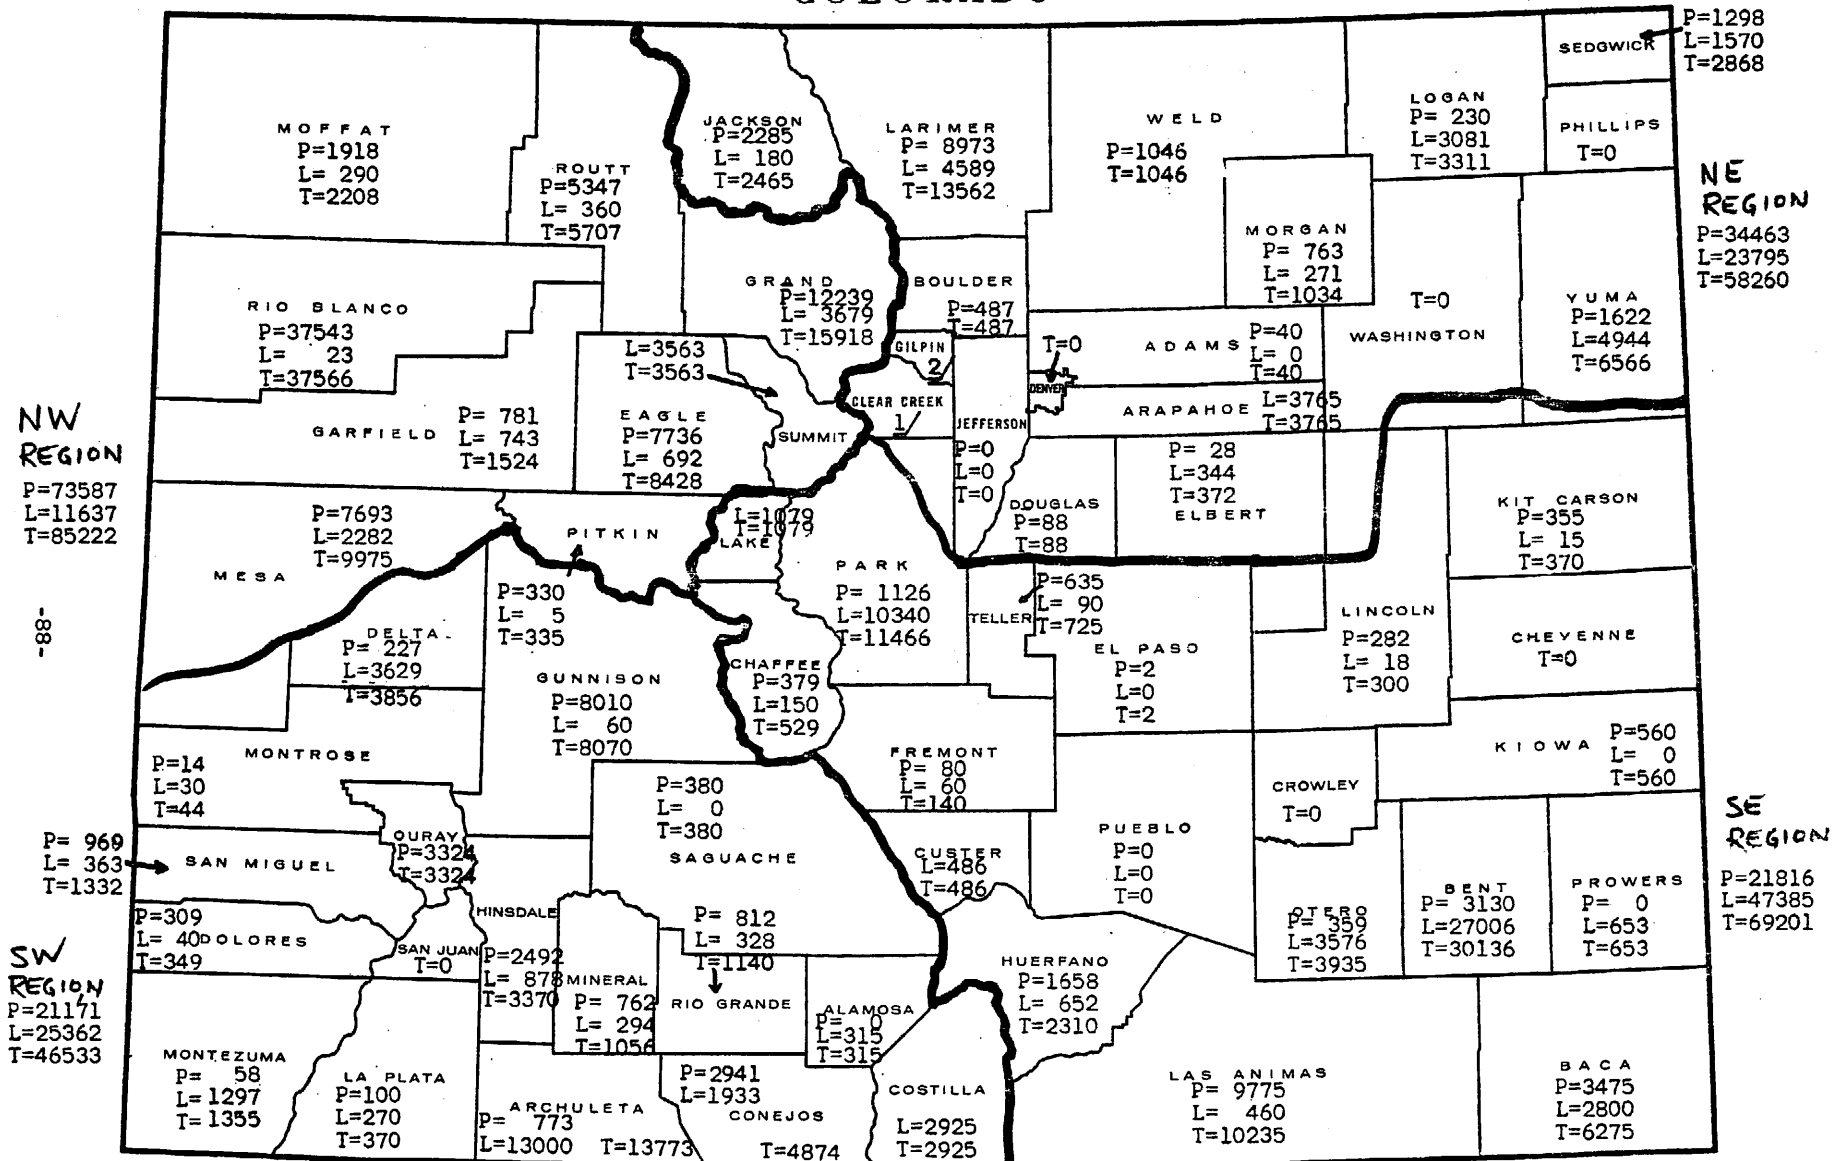 COLORADO
P=1298
L=1570
T=2868
SEDGWICK
MOFFAT
P=1918
L= 290
T=2208
ROUTT
P=5347
L= 360
T=5707
JACKSON
P=2285
L= 180
T=2465
LARIMER
P= 8973
L= 4589
T=13562
WELD
P=1046
T=1046
LOGAN
P= 230
L=3081
T=3311
PHILLIPS
T=0
NE
REGION
P=34463
L=23795
T=58260
MORGAN
P= 763
L= 271
T=1034
T=0
WASHINGTON
YUMA
P=1622
L=4944
T=6566
RIO BLANCO
P=37543
L= 23
T=37566
GRAND
P=12239
L= 3679
T=15918
BOULDER
P=487
T=487
GILPIN
2
CLEAR CREEK
1
JEFFERSON
P=0
L=0
T=0
T=0
DENVER
ADAMS
P=40
L= 0
T=40
ARAPAHOE
L=3765
T=3765
L=3563
T=3563
SUMMIT
EAGLE
P=7736
L= 692
T=8428
GARFIELD
P= 781
L= 743
T=1524
NW
REGION
P=73587
L=11637
T=85222
MESA
P=7693
L=2282
T=9975
PITKIN
P=330
L= 5
T=335
L=1079
T=1079
LAKE
PARK
P= 1126
L=10340
T=11466
DOUGLAS
P=88
T=88
P= 28
L=344
T=372
ELBERT
KIT CARSON
P=355
L= 15
T=370
TELLER
P=635
L= 90
T=725
EL PASO
P=2
L=0
T=2
LINCOLN
P=282
L= 18
T=300
CHEYENNE
T=0
-88-
DELTA
P= 227
L=3629
T=3856
GUNNISON
P=8010
L= 60
T=8070
CHAFFEE
P=379
L=150
T=529
MONTROSE
P=14
L=30
T=44
FREMONT
P= 80
L= 60
T=140
CROWLEY
T=0
KIOWA
P=560
L= 0
T=560
P= 969
L= 363
T=1332
SAN MIGUEL
OURAY
P=3324
T=3324
P=380
L= 0
T=380
SAGUACHE
CUSTER
L=486
T=486
PUEBLO
P=0
L=0
T=0
OTERO
P= 359
L=3576
T=3935
BENT
P= 3130
L=27006
T=30136
PROWERS
P= 0
L=653
T=653
SE
REGION
P=21816
L=47385
T=69201
P=309
L= 40
T=349
DOLORES
SAN JUAN
T=0
HINSDALE
P=2492
L= 878
T=3370
MINERAL
P= 762
L= 294
T=1056
P= 812
L= 328
T=1140
RIO GRANDE
ALAMOSA
P= 0
L=315
T=315
HUERFANO
P=1658
L= 652
T=2310
SW
REGION
P=21171
L=25362
T=46533
MONTEZUMA
P= 58
L=1297
T=1355
LA PLATA
P=100
L=270
T=370
ARCHULETA
P= 773
L=13000 T=13773
P=2941
L=1933
CONEJOS
T=4874
COSTILLA
L=2925
T=2925
LAS ANIMAS
P= 9775
L= 460
T=10235
BACA
P=3475
L=2800
T=6275